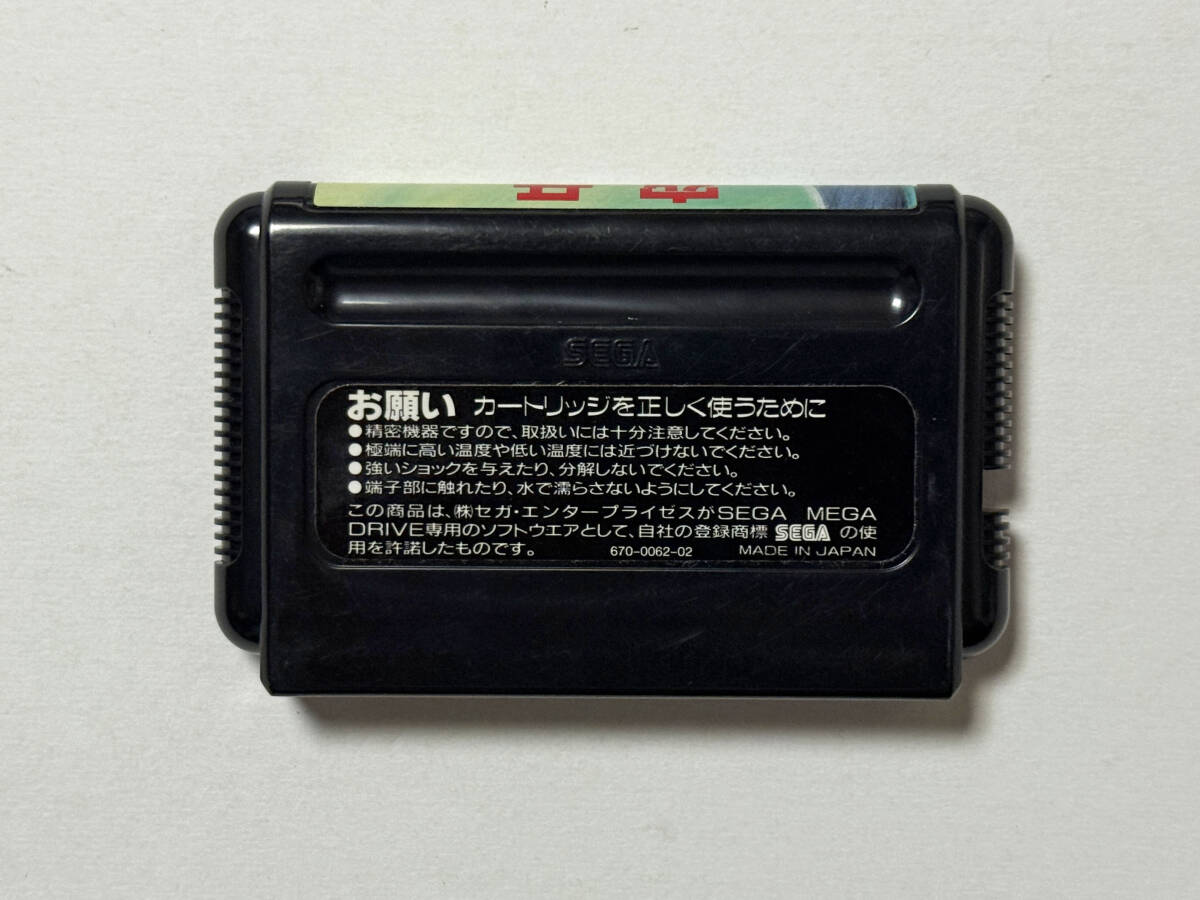 SEGA
お願い カートリッジを正しく使うために
●精密機器ですので、取扱いには十分注意してください。
●極端に高い温度や低い温度には近づけないでください。
●強いショックを与えたり、分解しないでください。
●端子部に触れたり、水で濡らさないようにしてください。
この商品は、㈱セガ・エンタープライゼスがSEGA MEGA
DRIVE専用のソフトウエアとして、自社の登録商標 SEGA の使
用を許諾したものです。 670-0062-02 MADE IN JAPAN